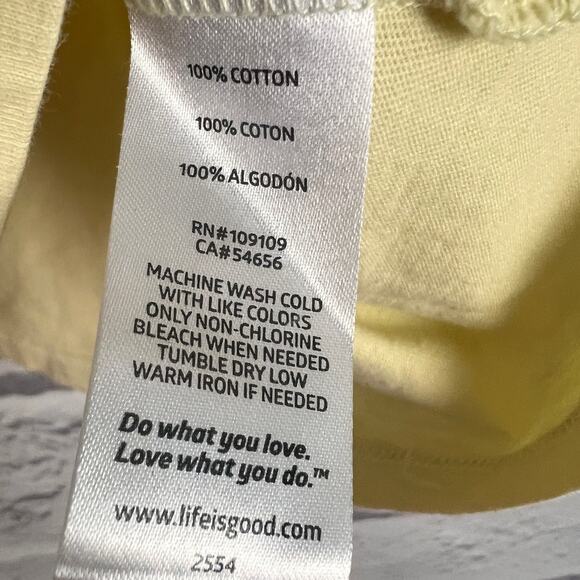 100% COTTON
100% COTON
100% ALGODÓN
RN#109109
CA#54656
MACHINE WASH COLD
WITH LIKE COLORS
ONLY NON-CHLORINE
BLEACH WHEN NEEDED
TUMBLE DRY LOW
WARM IRON IF NEEDED
Do what you love.
Love what you do.™
www.lifeisgood.com
2554